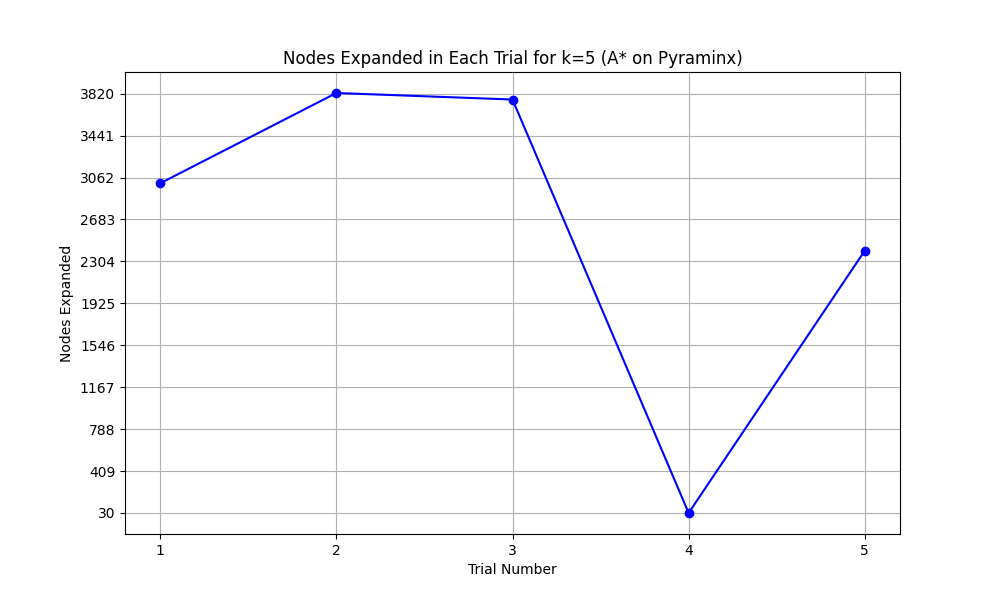 Nodes Expanded in Each Trial for k=5 (A* on Pyraminx)
Nodes Expanded
3820
3441
3062
2683
2304
1925
1546
1167
788
409
30
1 2 3 4 5
Trial Number